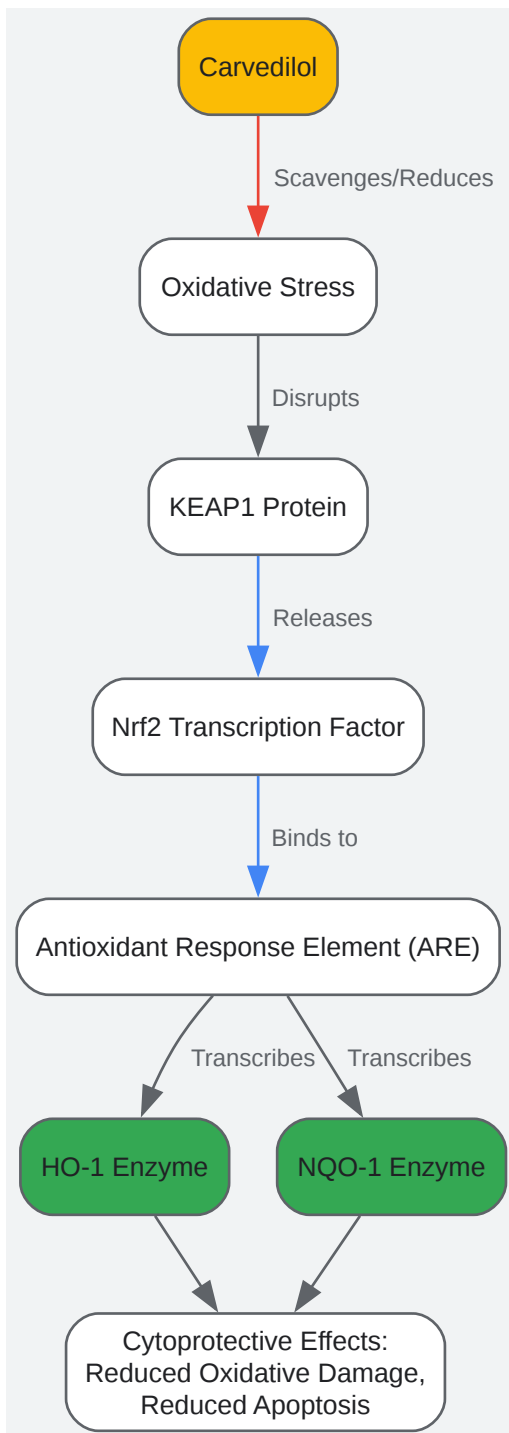 Carvedilol
Scavenges/Reduces
Oxidative Stress
Disrupts
KEAP1 Protein
Releases
Nrf2 Transcription Factor
Binds to
Antioxidant Response Element (ARE)
Transcribes
Transcribes
HO-1 Enzyme
NQO-1 Enzyme
Cytoprotective Effects:
Reduced Oxidative Damage,
Reduced Apoptosis